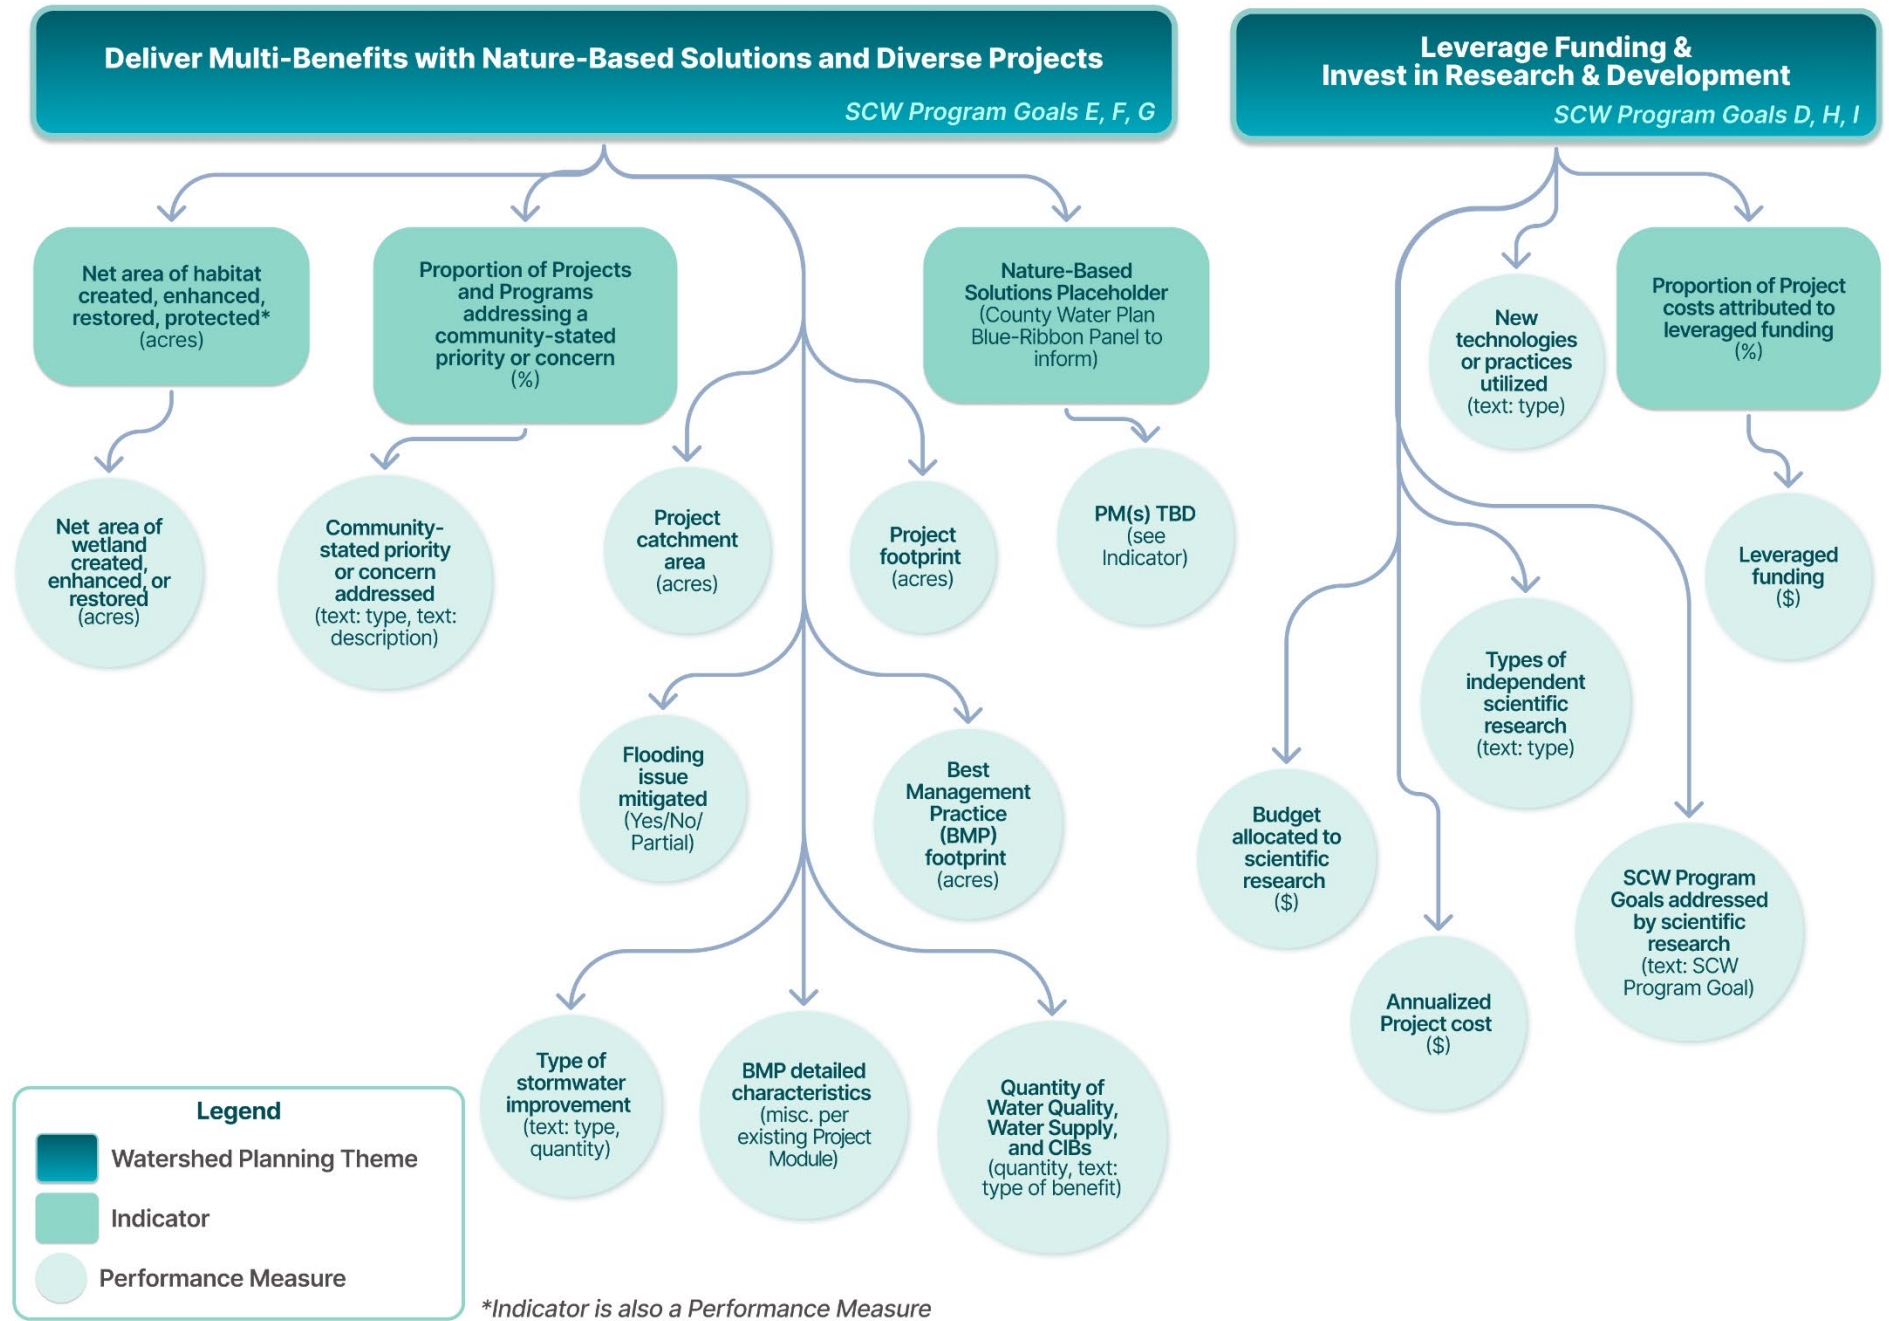 Deliver Multi-Benefits with Nature-Based Solutions and Diverse Projects
SCW Program Goals E, F, G
Leverage Funding &
Invest in Research & Development
SCW Program Goals D, H, I
Net area of habitat
created, enhanced,
restored, protected*
(acres)
Proportion of Projects
and Programs
addressing a
community-stated
priority or concern
(%)
Nature-Based
Solutions Placeholder
(County Water Plan
Blue-Ribbon Panel to
inform)
New
technologies
or practices
utilized
(text: type)
Proportion of Project
costs attributed to
leveraged funding
(%)
Net area of
wetland
created,
enhanced, or
restored
(acres)
Community-
stated priority
or concern
addressed
(text: type, text:
description)
Project
catchment
area
(acres)
Project
footprint
(acres)
PM(s) TBD
(see
Indicator)
Leveraged
funding
($)
Types of
independent
scientific
research
(text: type)
Flooding
issue
mitigated
(Yes/No/
Partial)
Best
Management
Practice
(BMP)
footprint
(acres)
Budget
allocated to
scientific
research
($)
SCW Program
Goals addressed
by scientific
research
(text: SCW
Program Goal)
Annualized
Project cost
($)
Type of
stormwater
improvement
(text: type,
quantity)
BMP detailed
characteristics
(misc. per
existing Project
Module)
Quantity of
Water Quality,
Water Supply,
and CIBs
(quantity, text:
type of benefit)
Legend
Watershed Planning Theme
Indicator
Performance Measure
*Indicator is also a Performance Measure